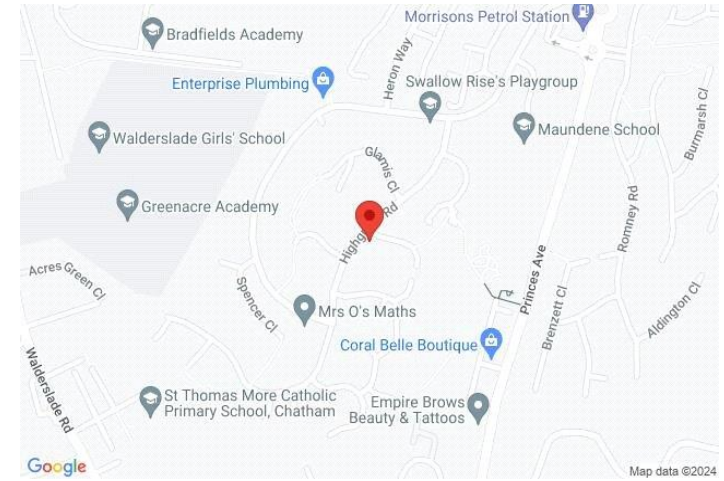 Morrisons Petrol Station
Bradfields Academy
Heron Way
Enterprise Plumbing
Swallow Rise's Playgroup
Burmarsh Cl
Walderslade Girls' School
Maundene School
Glamis Cl
Greenacre Academy
Romney Rd
Acres Green Cl
Spencer Cl
Princes Ave
Mrs O's Maths
Aldington Cl
Brenzett Cl
Coral Belle Boutique
Walderslade Rd
St Thomas More Catholic
Primary School, Chatham
Empire Brows
Beauty & Tattoos
Google
Map data ©2024